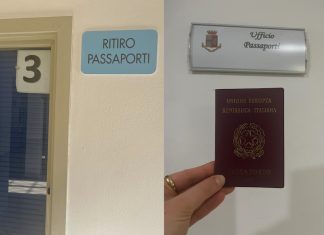 3
RITIRO
PASSAPORTI
Ufficio
Passaporti
UNIONE EUROPEA
REPUBBLICA ITALIANA
PASSAPORTO